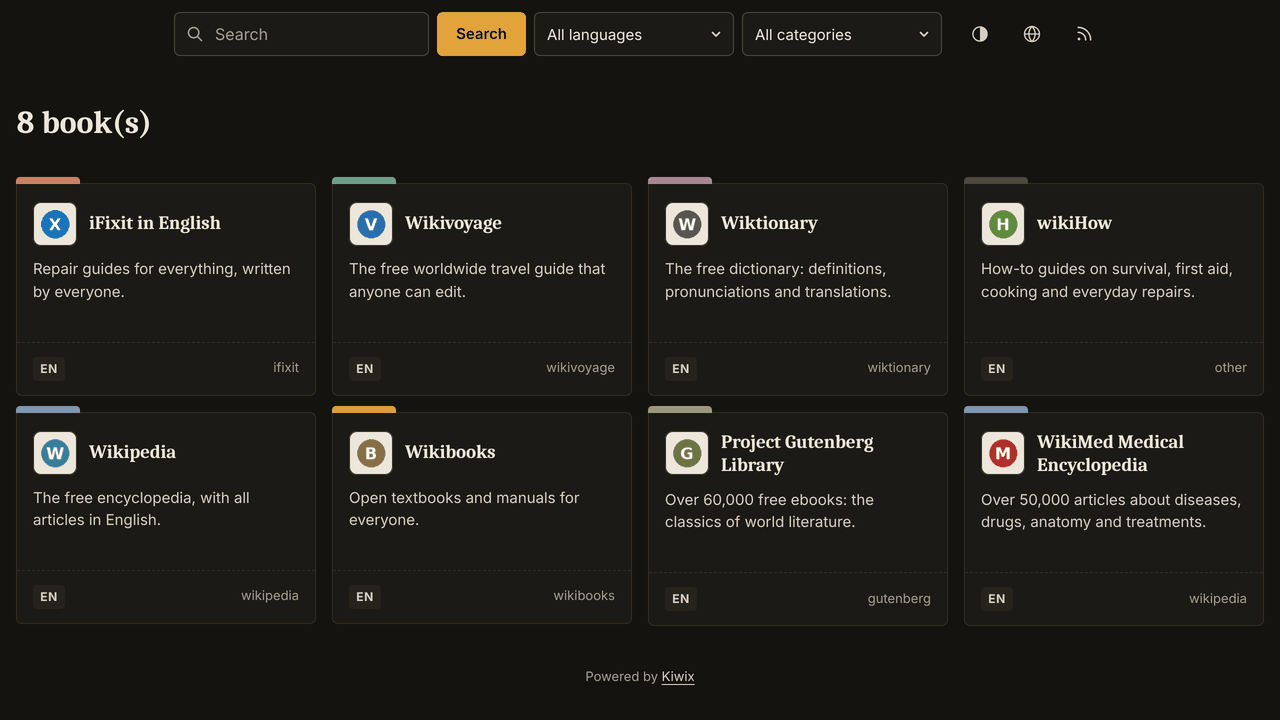 Search
Search
All languages
All categories
8 book(s)
X
iFixit in English
Repair guides for everything, written
by everyone.
EN
ifixit
V
Wikivoyage
The free worldwide travel guide that
anyone can edit.
EN
wikivoyage
W
Wiktionary
The free dictionary: definitions,
pronunciations and translations.
EN
wiktionary
H
wikiHow
How-to guides on survival, first aid,
cooking and everyday repairs.
EN
other
W
Wikipedia
The free encyclopedia, with all
articles in English.
EN
wikipedia
B
Wikibooks
Open textbooks and manuals for
everyone.
EN
wikibooks
G
Project Gutenberg
Library
Over 60,000 free ebooks: the
classics of world literature.
EN
gutenberg
M
WikiMed Medical
Encyclopedia
Over 50,000 articles about diseases,
drugs, anatomy and treatments.
EN
wikipedia
Powered by Kiwix